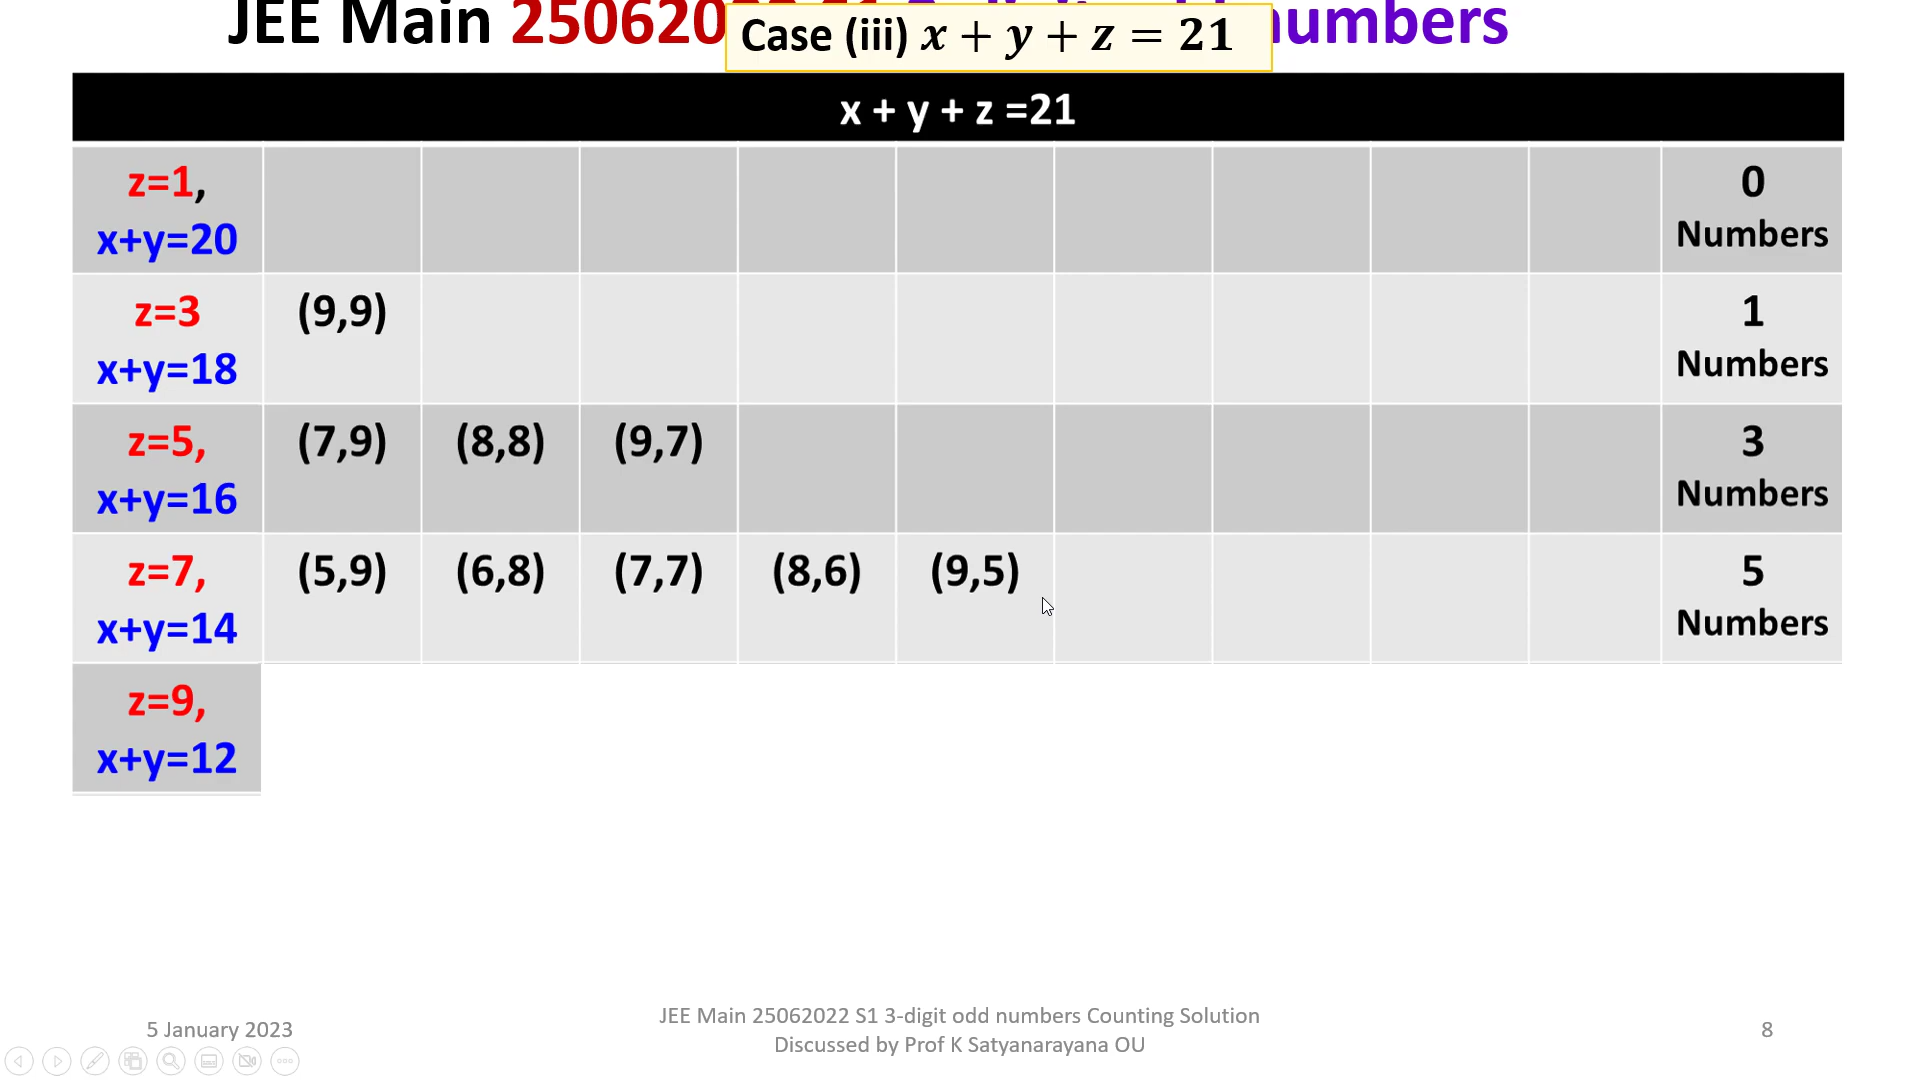 JEE Main 250620
Case (iii) x + y + z = 21
numbers
x + y + z =21
z=1,
x+y=20
0
Numbers
z=3
x+y=18
(9,9)
1
Numbers
z=5,
x+y=16
(7,9) (8,8) (9,7)
3
Numbers
z=7,
x+y=14
(5,9) (6,8) (7,7) (8,6) (9,5)
5
Numbers
z=9,
x+y=12
5 January 2023
JEE Main 25062022 S1 3-digit odd numbers Counting Solution
Discussed by Prof K Satyanarayana OU
8